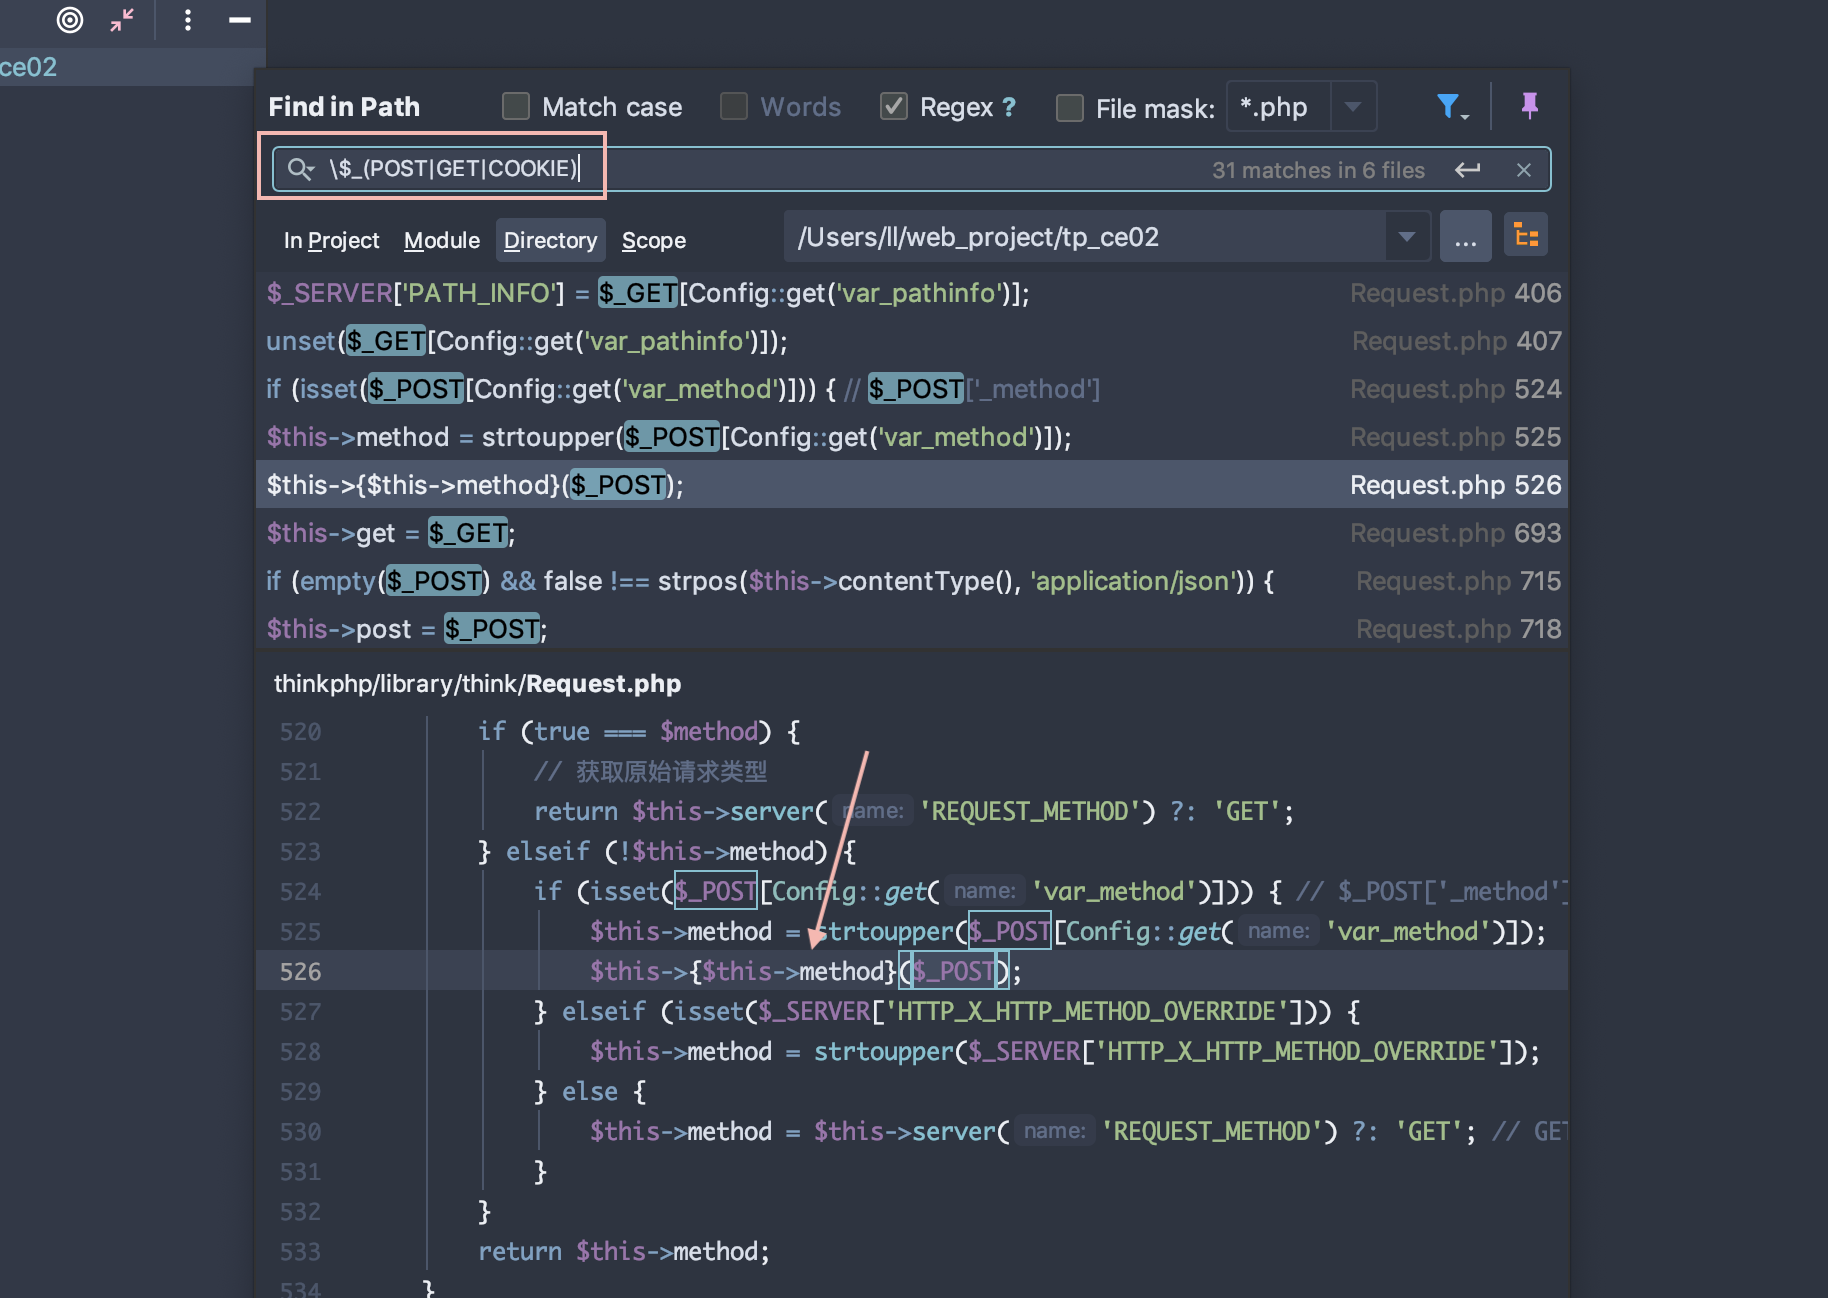 ce02
Find in Path Match case Words Regex ? File mask: *.php
\$_(POST|GET|COOKIE) 31 matches in 6 files
In Project Module Directory Scope /Users/ll/web_project/tp_ce02 ...
$_SERVER['PATH_INFO'] = $_GET[Config::get('var_pathinfo')]; Request.php 406
unset($_GET[Config::get('var_pathinfo')]); Request.php 407
if (isset($_POST[Config::get('var_method')])) { // $_POST['_method'] Request.php 524
$this->method = strtoupper($_POST[Config::get('var_method')]); Request.php 525
$this->{$this->method}($_POST); Request.php 526
$this->get = $_GET; Request.php 693
if (empty($_POST) && false !== strpos($this->contentType(), 'application/json')) { Request.php 715
$this->post = $_POST; Request.php 718
thinkphp/library/think/Request.php
520 if (true === $method) {
521 // 获取原始请求类型
522 return $this->server( name: 'REQUEST_METHOD') ?: 'GET';
523 } elseif (!$this->method) {
524 if (isset($_POST[Config::get( name: 'var_method')])) { // $_POST['_method']
525 $this->method = strtoupper($_POST[Config::get( name: 'var_method')]);
526 $this->{$this->method}($_POST);
527 } elseif (isset($_SERVER['HTTP_X_HTTP_METHOD_OVERRIDE'])) {
528 $this->method = strtoupper($_SERVER['HTTP_X_HTTP_METHOD_OVERRIDE']);
529 } else {
530 $this->method = $this->server( name: 'REQUEST_METHOD') ?: 'GET'; // GET
531 }
532 }
533 return $this->method;
534 }